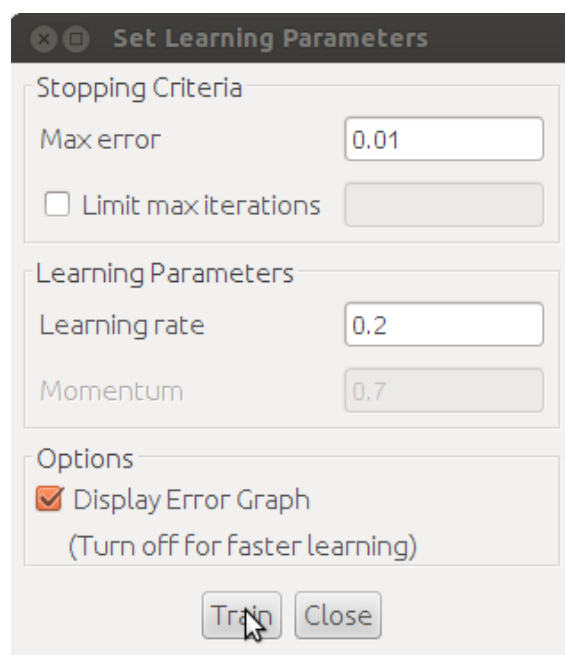 Set Learning Parameters
Stopping Criteria
Max error 0.01
Limit max iterations
Learning Parameters
Learning rate 0.2
Momentum 0.7
Options
Display Error Graph
(Turn off for faster learning)
Train Close